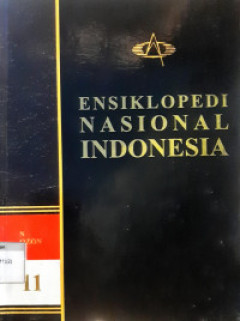 ENSIKLOPEDI
NASIONAL
INDONESIA
N
11